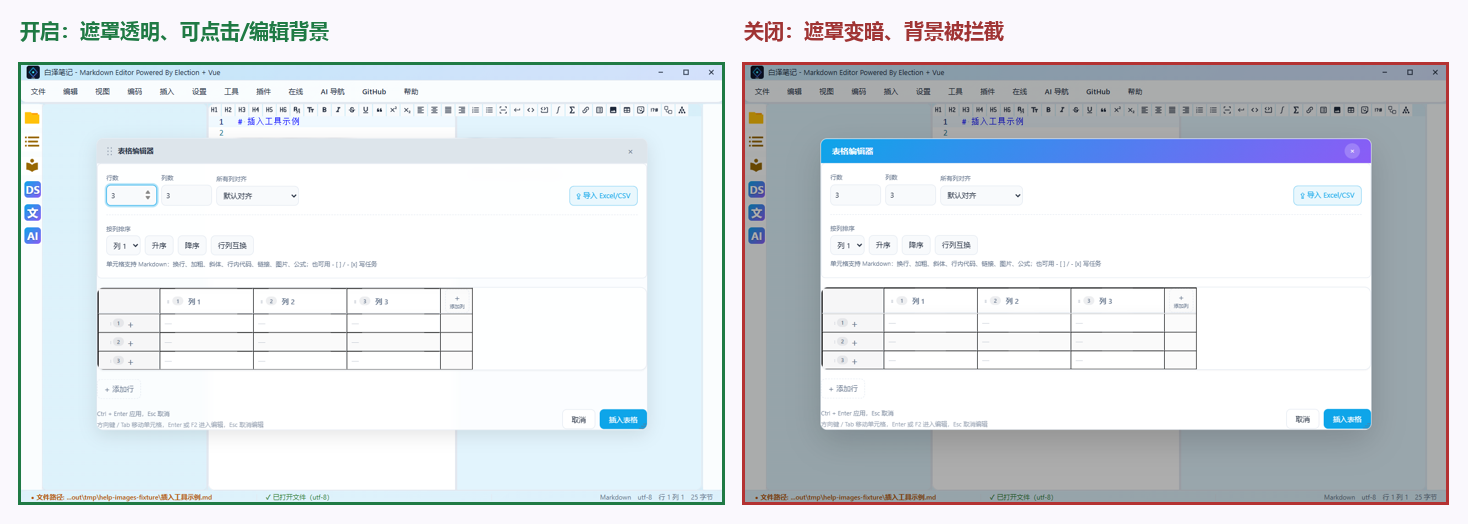 开启：遮罩透明、可点击/编辑背景
白泽笔记 - Markdown Editor Powered By Election + Vue
文件 编辑 视图 编码 插入 设置 工具 插件 在线 AI 导航 GitHub 帮助
H1 H2 H3 H4 H5 H6
1 # 插入工具示例
2
DS
文
AI
表格编辑器 ×
行数 列数 所有列对齐
3 3 默认对齐 导入 Excel/CSV
按列排序
列 1 升序 降序 行列互换
单元格支持 Markdown：换行、加粗、斜体、行内代码、链接、图片、公式；也可用 - [ ] / - [x] 写任务
1 列 1 2 列 2 3 列 3 + 添加列
1 + — — —
2 + — — —
3 + — — —
+ 添加行
Ctrl + Enter 应用，Esc 取消
方向键 / Tab 移动单元格，Enter 或 F2 进入编辑，Esc 取消编辑
取消 插入表格
• 文件路径: ...out\tmp\help-images-fixture\插入工具示例.md ✓ 已打开文件（utf-8） Markdown utf-8 行 1 列 1 25 字节
关闭：遮罩变暗、背景被拦截
白泽笔记 - Markdown Editor Powered By Election + Vue
文件 编辑 视图 编码 插入 设置 工具 插件 在线 AI 导航 GitHub 帮助
H1 H2 H3 H4 H5 H6
1 # 插入工具示例
2
DS
文
AI
表格编辑器 ×
行数 列数 所有列对齐
3 3 默认对齐 导入 Excel/CSV
按列排序
列 1 升序 降序 行列互换
单元格支持 Markdown：换行、加粗、斜体、行内代码、链接、图片、公式；也可用 - [ ] / - [x] 写任务
1 列 1 2 列 2 3 列 3 + 添加列
1 + — — —
2 + — — —
3 + — — —
+ 添加行
Ctrl + Enter 应用，Esc 取消
方向键 / Tab 移动单元格，Enter 或 F2 进入编辑，Esc 取消编辑
取消 插入表格
• 文件路径: ...out\tmp\help-images-fixture\插入工具示例.md ✓ 已打开文件（utf-8） Markdown utf-8 行 1 列 1 25 字节